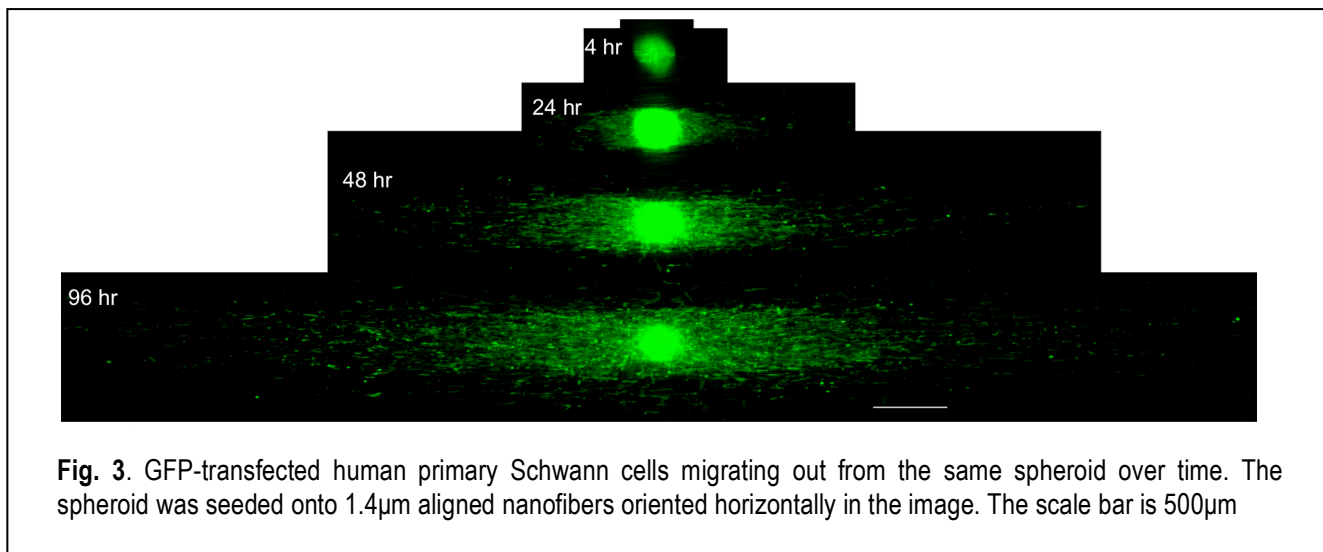 4 hr
24 hr
48 hr
96 hr
Fig. 3. GFP-transfected human primary Schwann cells migrating out from the same spheroid over time. The
spheroid was seeded onto 1.4µm aligned nanofibers oriented horizontally in the image. The scale bar is 500µm